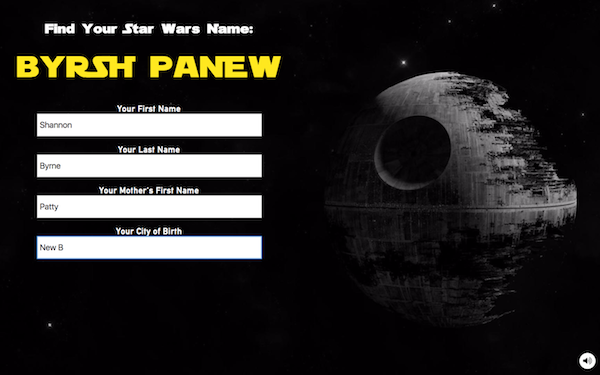 Find Your Star Wars Name:
BYRSH PANEW
Your First Name
Shannon
Your Last Name
Byrne
Your Mother's First Name
Patty
Your City of Birth
New B